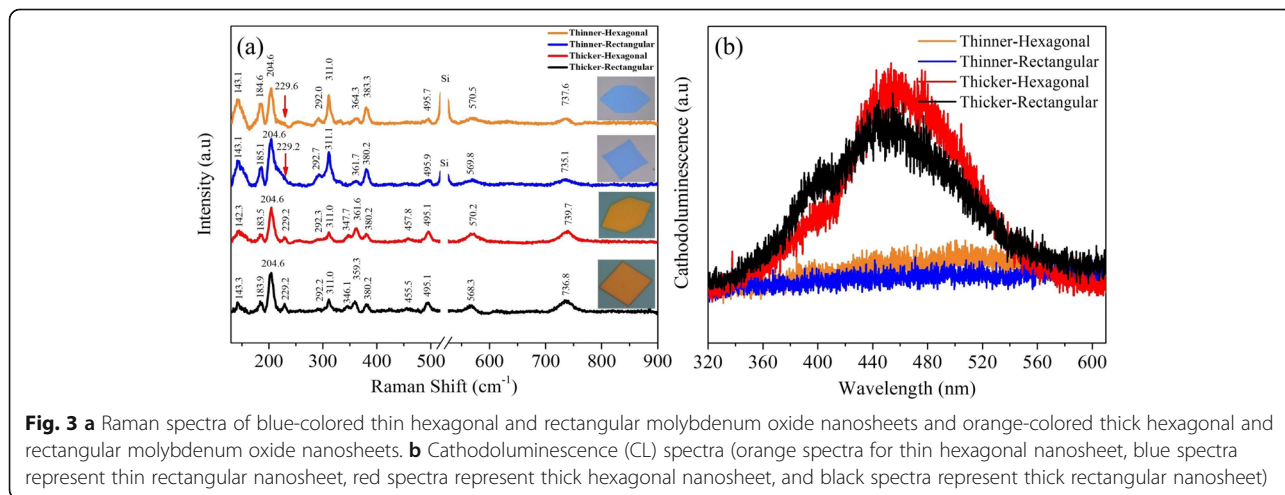 (a)
Thinner-Hexagonal
Thinner-Rectangular
Thicker-Hexagonal
Thicker-Rectangular
143.1
184.6
204.6
229.6
292.0
311.0
364.3
383.3
495.7
Si
570.5
737.6
143.1
185.1
204.6
229.2
292.7
311.1
361.7
380.2
495.9
Si
569.8
735.1
142.3
183.5
204.6
229.2
292.3
311.0
347.7
361.6
380.2
457.8
495.1
570.2
739.7
143.3
183.9
204.6
229.2
292.2
311.0
346.1
359.3
380.2
455.5
495.1
568.3
736.8
Intensity (a.u)
200 300 400 500 600 700 800 900
Raman Shift (cm⁻¹)
(b)
Thinner-Hexagonal
Thinner-Rectangular
Thicker-Hexagonal
Thicker-Rectangular
Cathodoluminescence (a.u)
320 360 400 440 480 520 560 600
Wavelength (nm)
Fig. 3 a Raman spectra of blue-colored thin hexagonal and rectangular molybdenum oxide nanosheets and orange-colored thick hexagonal and
rectangular molybdenum oxide nanosheets. b Cathodoluminescence (CL) spectra (orange spectra for thin hexagonal nanosheet, blue spectra
represent thin rectangular nanosheet, red spectra represent thick hexagonal nanosheet, and black spectra represent thick rectangular nanosheet)